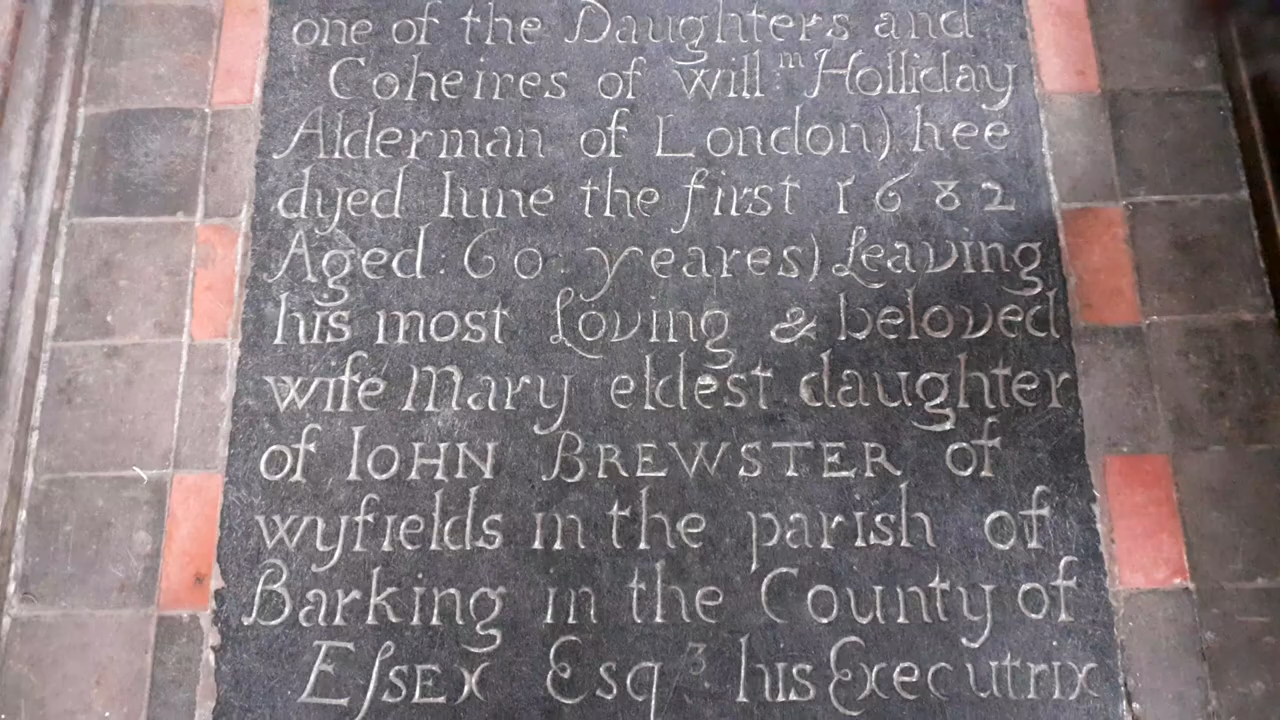 one of the Daughters and
Coheires of will:ᵐ Holliday
Alderman of London) hee
dyed Iune the first 1682
Aged: 60: yeares) Leaving
his most Loving & beloved
wife Mary eldest daughter
of IOHN BREWSTER of
wyfields in the parish of
Barking in the County of
EſSEX Esqᶾ. his Executrix